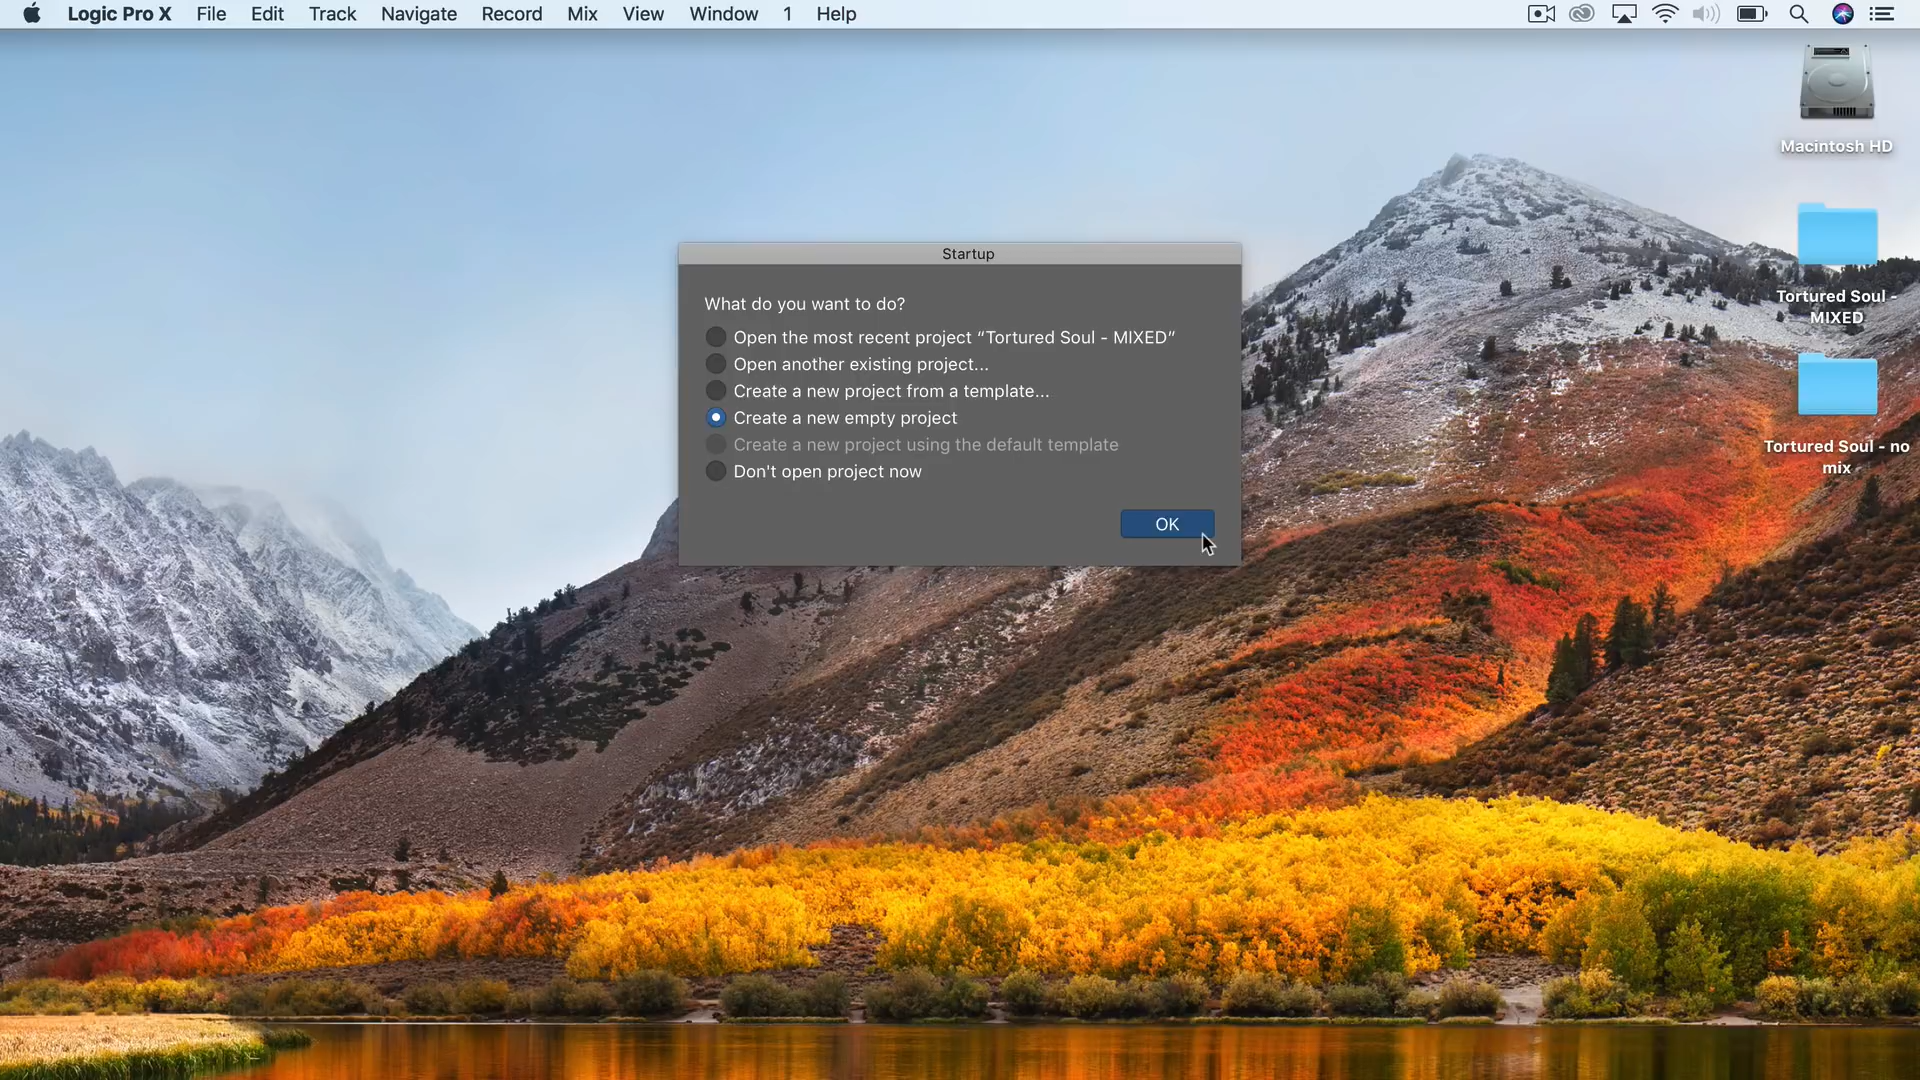 Logic Pro X File Edit Track Navigate Record Mix View Window 1 Help
Macintosh HD
Tortured Soul -
MIXED
Tortured Soul - no
mix
Startup
What do you want to do?
Open the most recent project “Tortured Soul - MIXED”
Open another existing project...
Create a new project from a template...
Create a new empty project
Create a new project using the default template
Don't open project now
OK